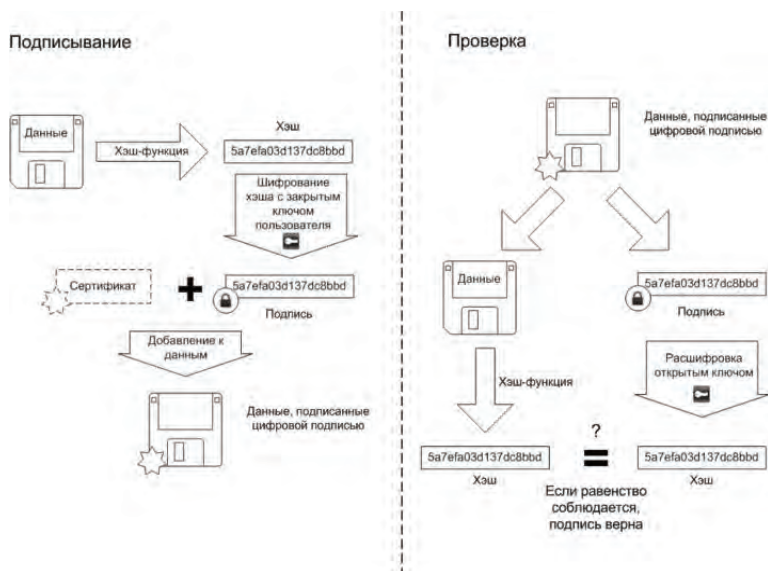 Подписывание
Данные
Хэш-функция
Хэш
5a7efa03d137dc8bbd
Шифрование
хэша с закрытым
ключом
пользователя
Сертификат
5a7efa03d137dc8bbd
Подпись
Добавление к
данным
Данные, подписанные
цифровой подписью
Проверка
Данные, подписанные
цифровой подписью
Данные
5a7efa03d137dc8bbd
Подпись
Хэш-функция
Расшифровка
открытым ключом
5a7efa03d137dc8bbd
Хэш
?
5a7efa03d137dc8bbd
Хэш
Если равенство
соблюдается,
подпись верна